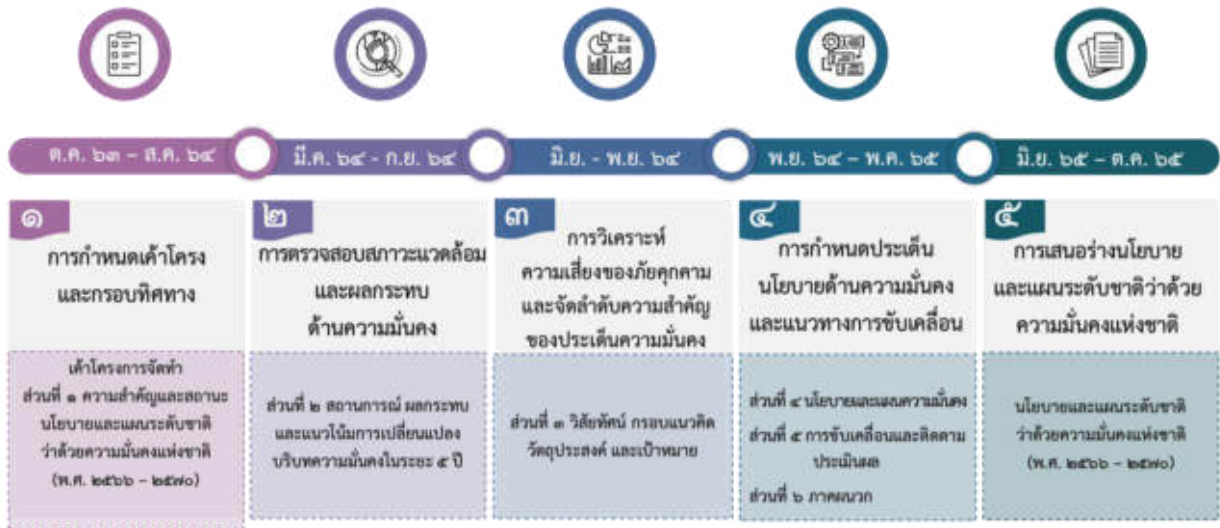 ต.ค. ๖๓ – ส.ค. ๖๔
มี.ค. ๖๔ - ก.ย. ๖๔
มิ.ย. - พ.ย. ๖๔
พ.ย. ๖๔ – พ.ค. ๖๕
มิ.ย. ๖๕ – ต.ค. ๖๕
๑
การกำหนดเค้าโครง
และกรอบทิศทาง
เค้าโครงการจัดทำ
ส่วนที่ ๑ ความสำคัญและสถานะ
นโยบายและแผนระดับชาติ
ว่าด้วยความมั่นคงแห่งชาติ
(พ.ศ. ๒๕๖๖ – ๒๕๗๐)
๒
การตรวจสอบสภาวะแวดล้อม
และผลกระทบ
ด้านความมั่นคง
ส่วนที่ ๒ สถานการณ์ ผลกระทบ
และแนวโน้มการเปลี่ยนแปลง
บริบทความมั่นคงในระยะ ๕ ปี
๓
การวิเคราะห์
ความเสี่ยงของภัยคุกคาม
และจัดลำดับความสำคัญ
ของประเด็นความมั่นคง
ส่วนที่ ๓ วิสัยทัศน์ กรอบแนวคิด
วัตถุประสงค์ และเป้าหมาย
๔
การกำหนดประเด็น
นโยบายด้านความมั่นคง
และแนวทางการขับเคลื่อน
ส่วนที่ ๔ นโยบายและแผนความมั่นคง
ส่วนที่ ๕ การขับเคลื่อนและติดตาม
ประเมินผล
ส่วนที่ ๖ ภาคผนวก
๕
การเสนอร่างนโยบาย
และแผนระดับชาติว่าด้วย
ความมั่นคงแห่งชาติ
นโยบายและแผนระดับชาติ
ว่าด้วยความมั่นคงแห่งชาติ
(พ.ศ. ๒๕๖๖ – ๒๕๗๐)